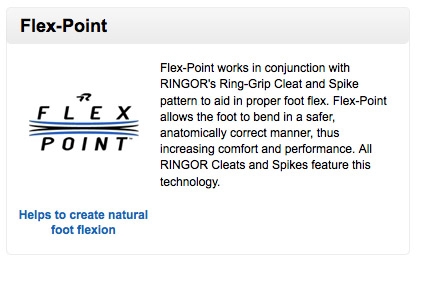 Flex-Point
FLEX
POINT™
Helps to create natural
foot flexion
Flex-Point works in conjunction with
RINGOR's Ring-Grip Cleat and Spike
pattern to aid in proper foot flex. Flex-Point
allows the foot to bend in a safer,
anatomically correct manner, thus
increasing comfort and performance. All
RINGOR Cleats and Spikes feature this
technology.